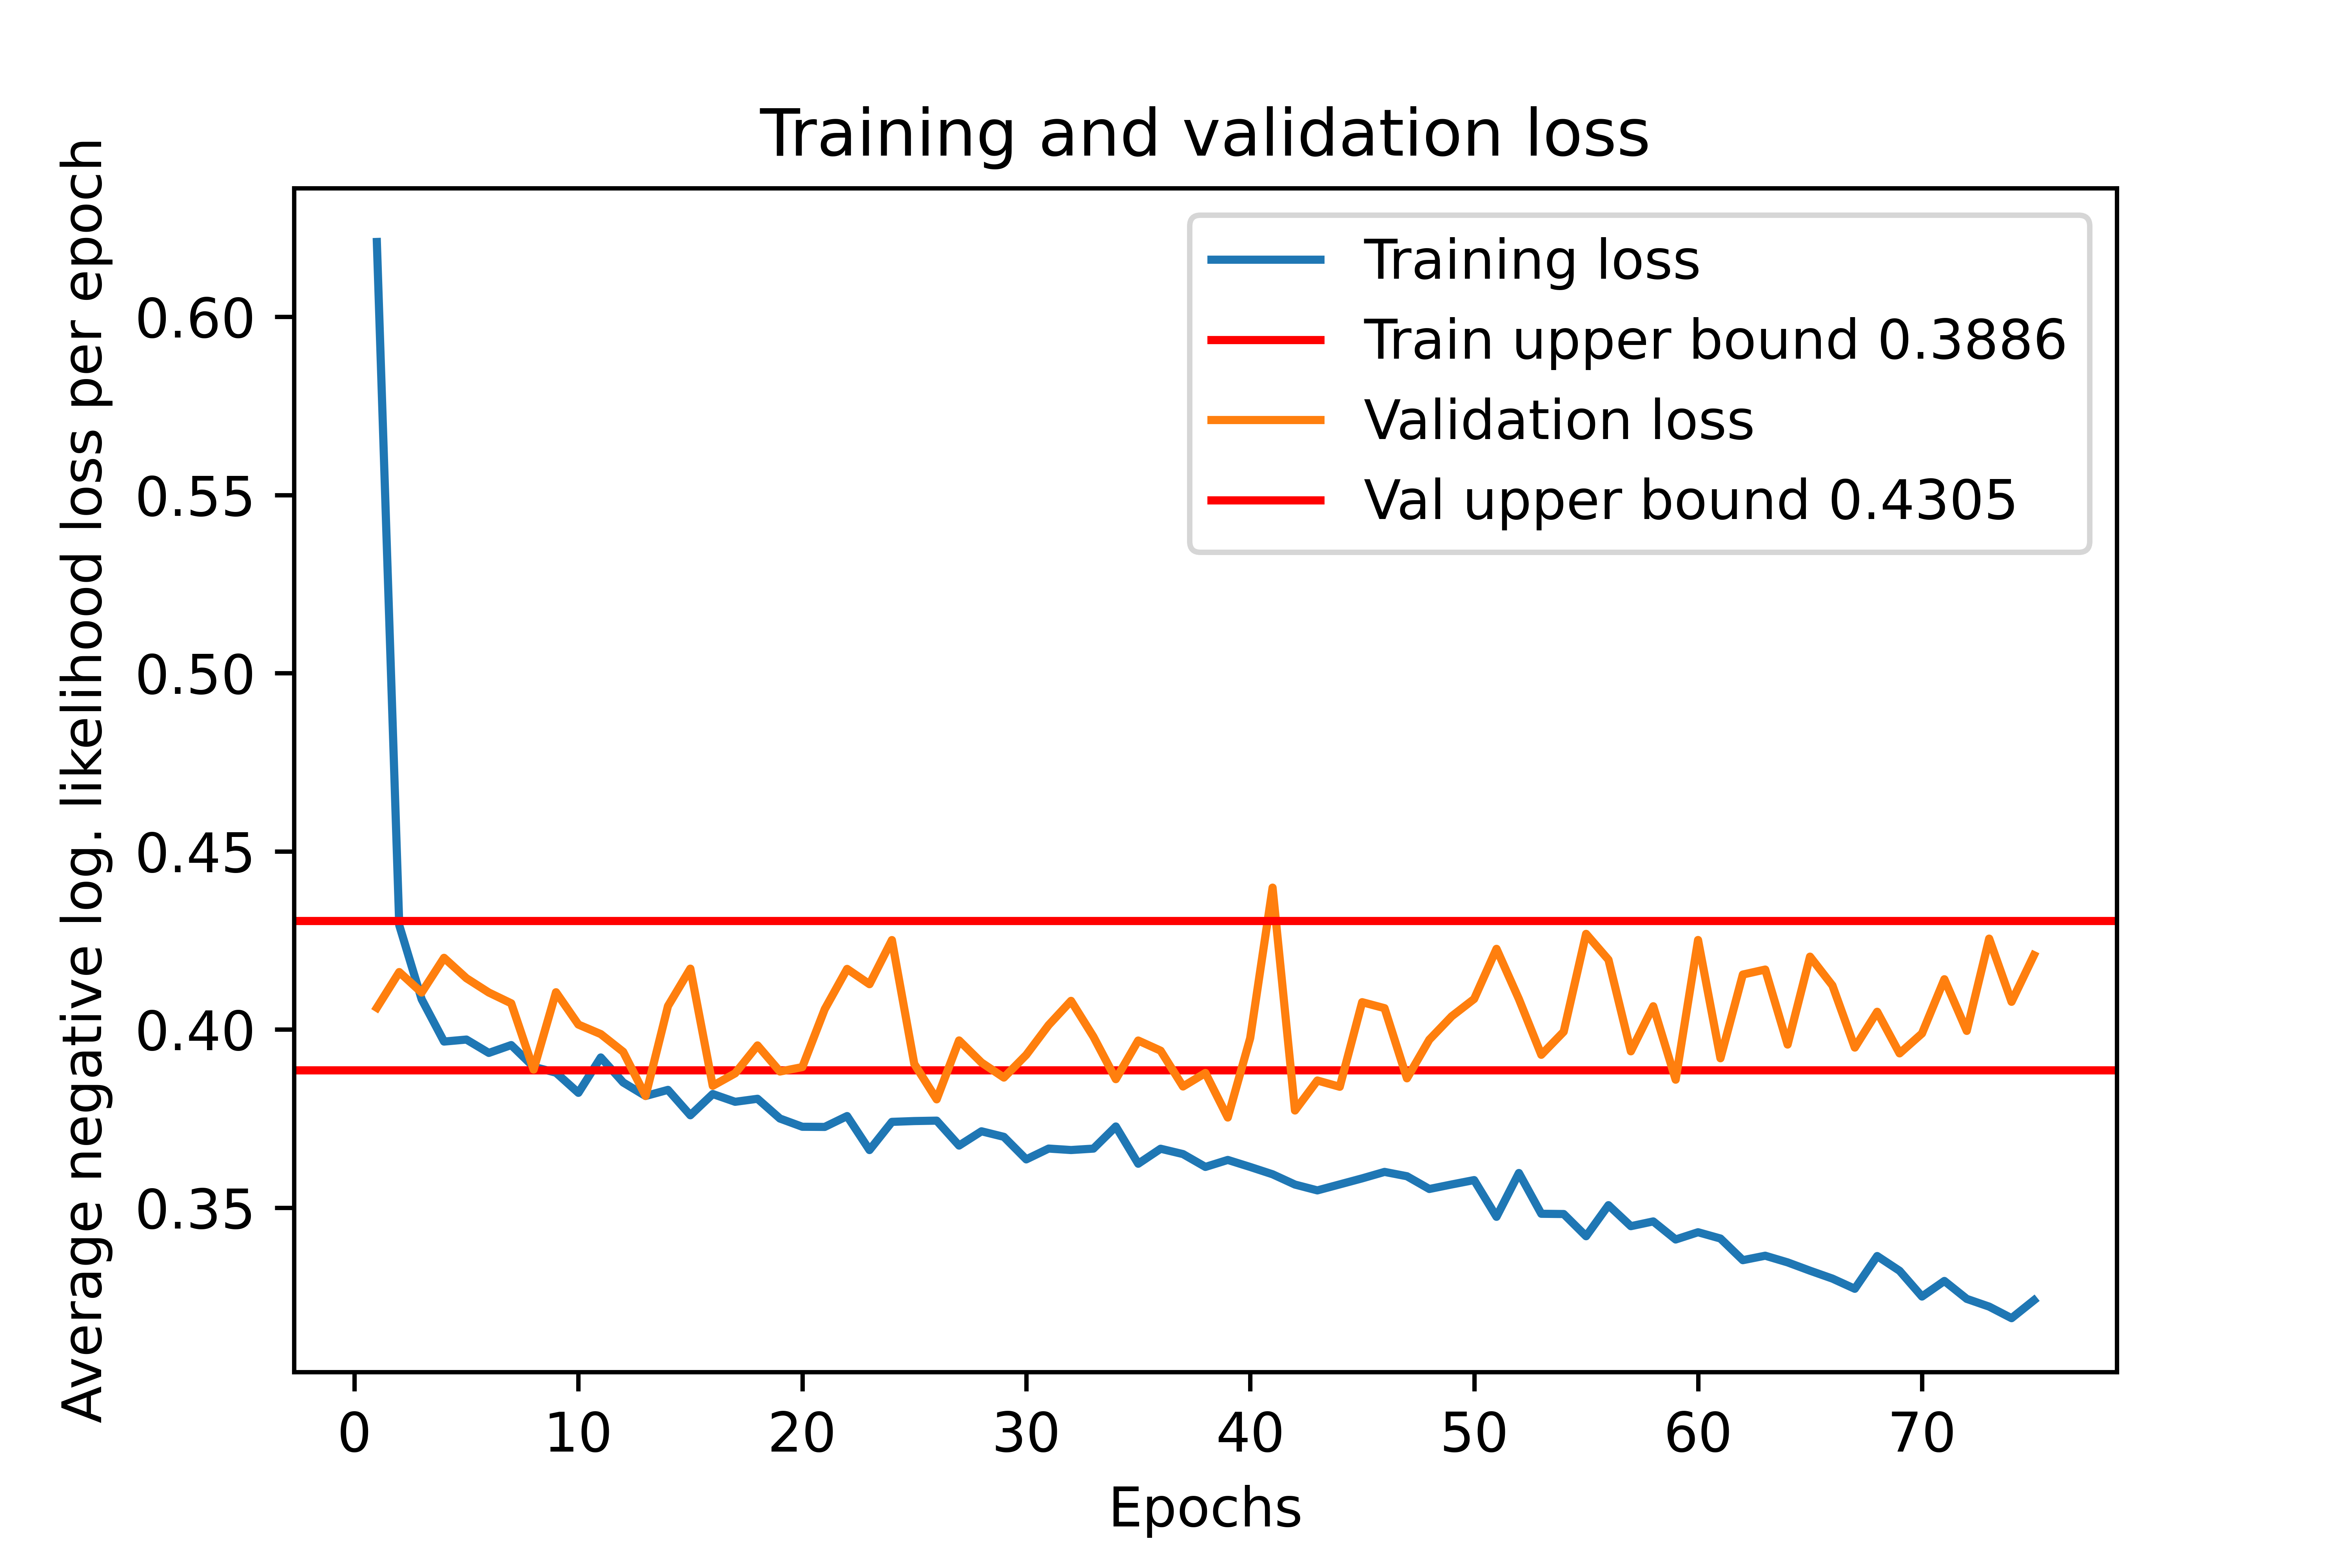 Training and validation loss
Average negative log. likelihood loss per epoch
0.60
0.55
0.50
0.45
0.40
0.35
Training loss
Train upper bound 0.3886
Validation loss
Val upper bound 0.4305
0 10 20 30 40 50 60 70
Epochs